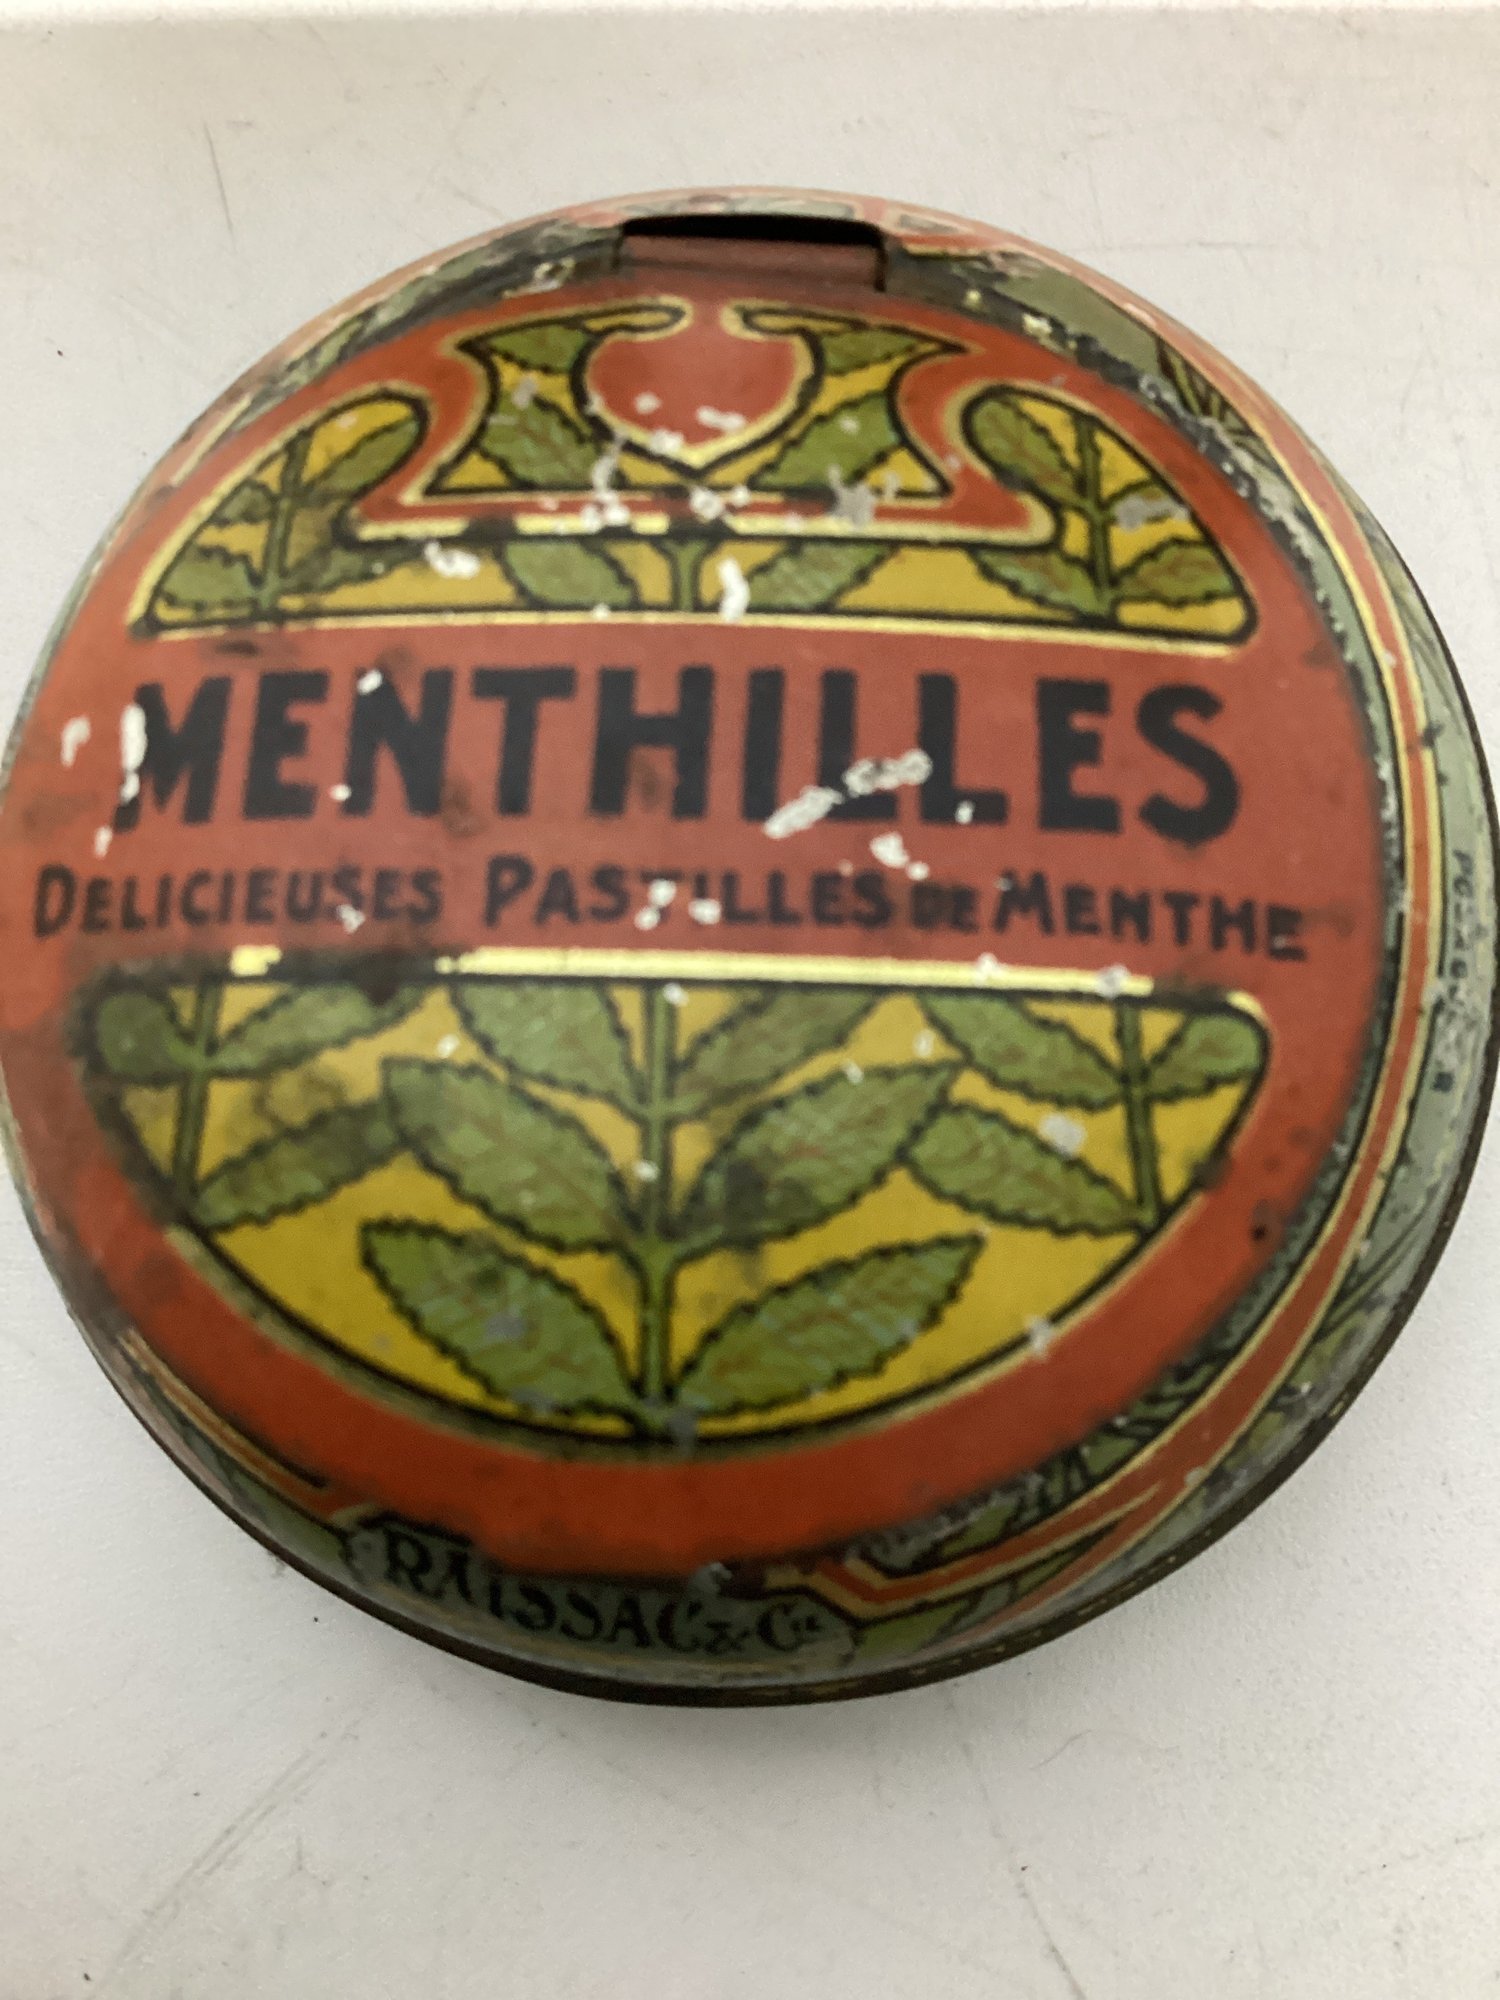 MENTHILLES
DELICIEUSES PASTILLES DE MENTHE
RAISSAC & Cie